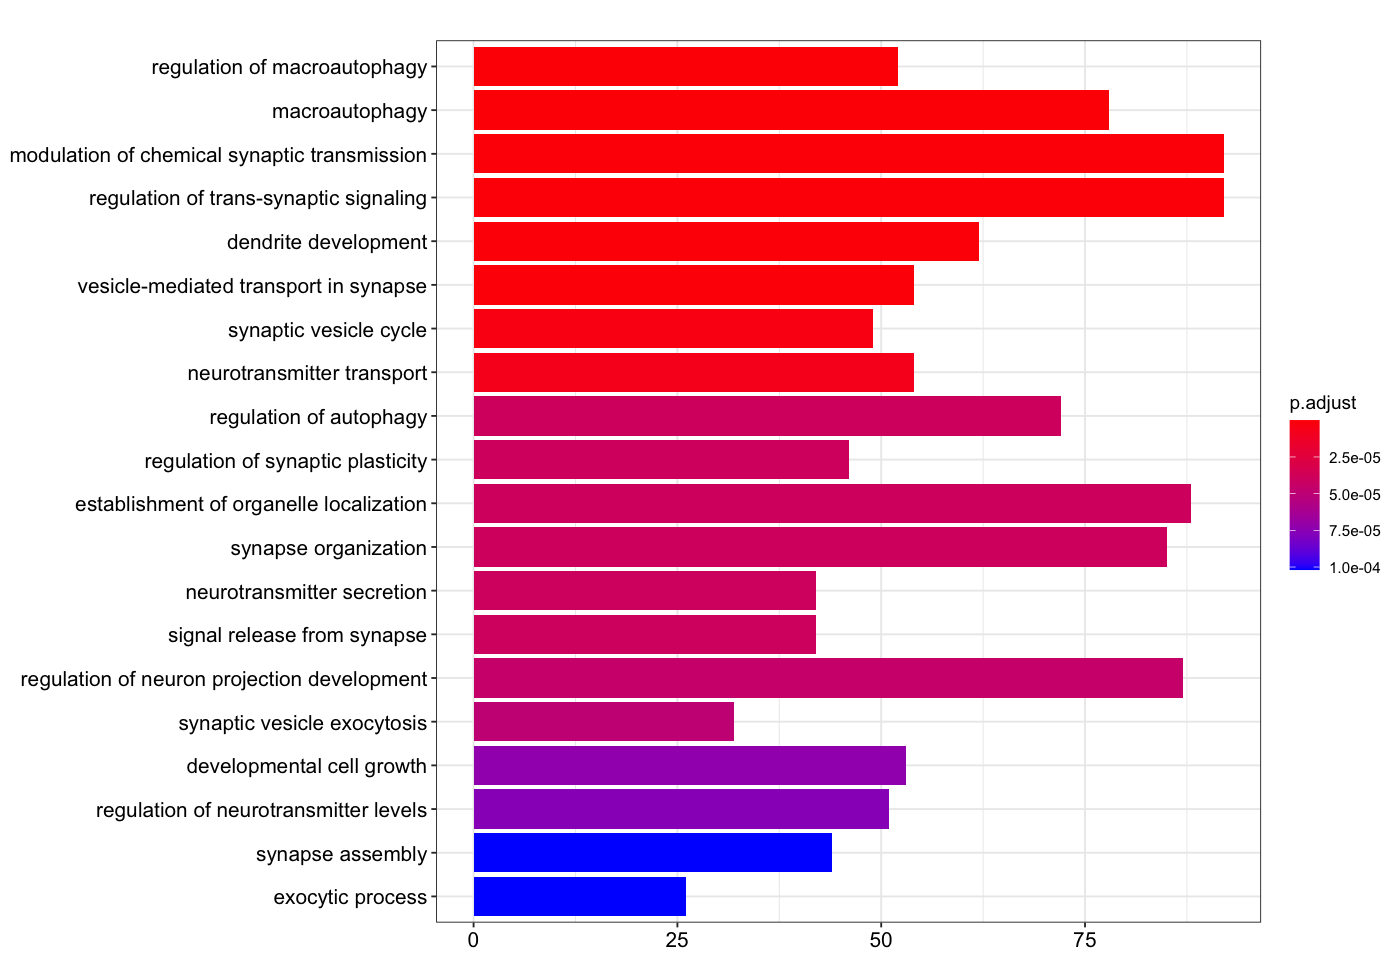 regulation of macroautophagy
macroautophagy
modulation of chemical synaptic transmission
regulation of trans-synaptic signaling
dendrite development
vesicle-mediated transport in synapse
synaptic vesicle cycle
neurotransmitter transport
regulation of autophagy
regulation of synaptic plasticity
establishment of organelle localization
synapse organization
neurotransmitter secretion
signal release from synapse
regulation of neuron projection development
synaptic vesicle exocytosis
developmental cell growth
regulation of neurotransmitter levels
synapse assembly
exocytic process
0 25 50 75
p.adjust
2.5e-05
5.0e-05
7.5e-05
1.0e-04